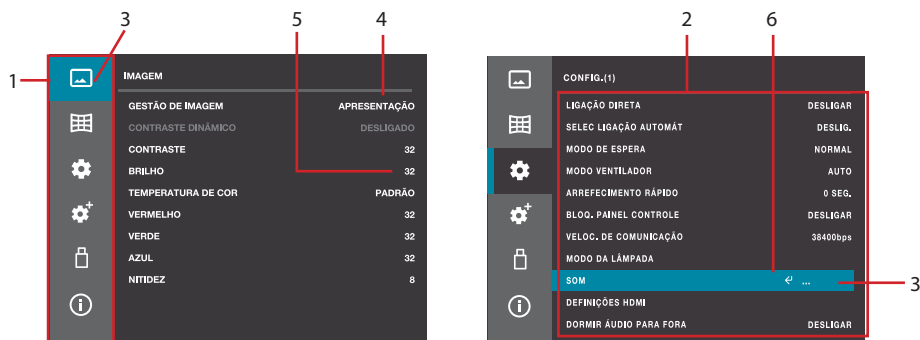 3
5
4
1
IMAGEM
GESTÃO DE IMAGEM APRESENTAÇÃO
CONTRASTE DINÂMICO DESLIGADO
CONTRASTE 32
BRILHO 32
TEMPERATURA DE COR PADRÃO
VERMELHO 32
VERDE 32
AZUL 32
NITIDEZ 8
2
6
CONFIG.(1)
LIGAÇÃO DIRETA DESLIGAR
SELEC LIGAÇÃO AUTOMÁT DESLIG.
MODO DE ESPERA NORMAL
MODO VENTILADOR AUTO
ARREFECIMENTO RÁPIDO 0 SEG.
BLOQ. PAINEL CONTROLE DESLIGAR
VELOC. DE COMUNICAÇÃO 38400bps
MODO DA LÂMPADA
SOM ...
3
DEFINIÇÕES HDMI
DORMIR ÁUDIO PARA FORA DESLIGAR